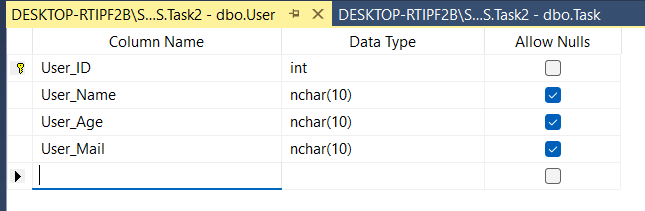 DESKTOP-RTIPF2B\S...S.Task2 - dbo.User DESKTOP-RTIPF2B\S...S.Task2 - dbo.Task
Column Name Data Type Allow Nulls
User_ID int
User_Name nchar(10)
User_Age nchar(10)
User_Mail nchar(10)